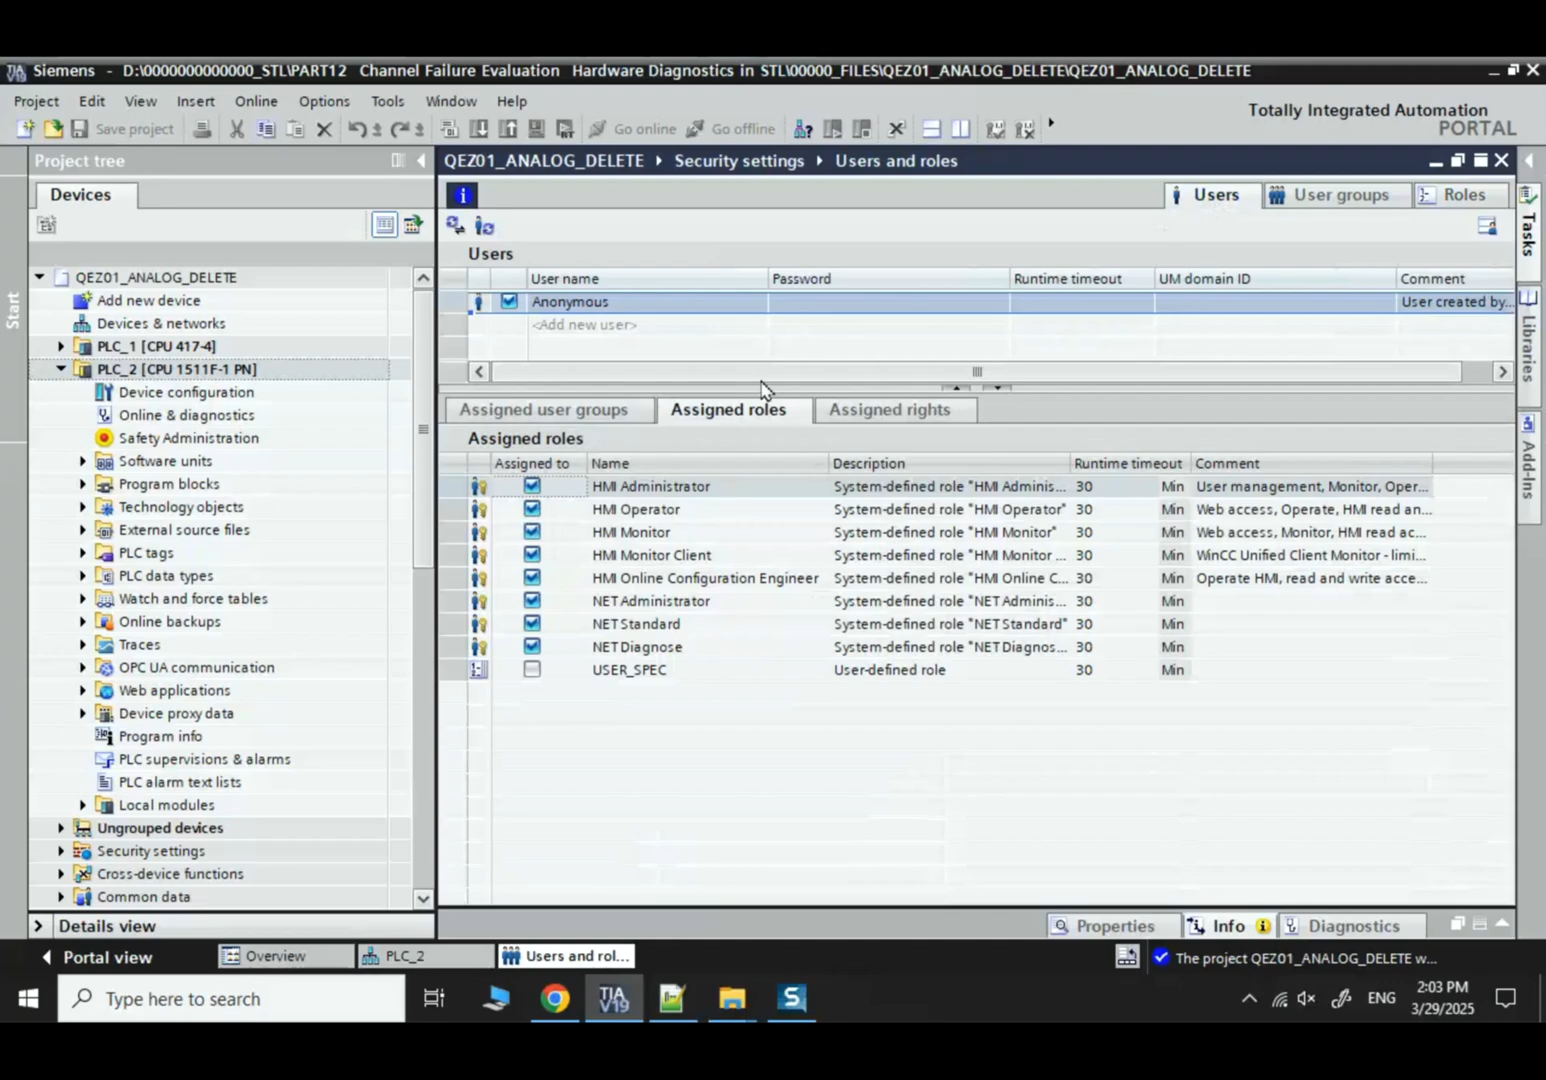 Siemens - D:\0000000000000_STL\PART12 Channel Failure Evaluation Hardware Diagnostics in STL\00000_FILES\QEZ01_ANALOG_DELETE\QEZ01_ANALOG_DELETE
Project Edit View Insert Online Options Tools Window Help
Totally Integrated Automation
PORTAL
Save project Go online Go offline
Project tree
QEZ01_ANALOG_DELETE Security settings Users and roles
Devices
Users User groups Roles
Start
QEZ01_ANALOG_DELETE
Add new device
Devices & networks
PLC_1 [CPU 417-4]
PLC_2 [CPU 1511F-1 PN]
Device configuration
Online & diagnostics
Safety Administration
Software units
Program blocks
Technology objects
External source files
PLC tags
PLC data types
Watch and force tables
Online backups
Traces
OPC UA communication
Web applications
Device proxy data
Program info
PLC supervisions & alarms
PLC alarm text lists
Local modules
Ungrouped devices
Security settings
Cross-device functions
Common data
Details view
Users
User name Password Runtime timeout UM domain ID Comment
Anonymous User created by...
<Add new user>
Assigned user groups Assigned roles Assigned rights
Assigned roles
Assigned to Name Description Runtime timeout Comment
HMI Administrator System-defined role "HMI Adminis... 30 Min User management, Monitor, Oper...
HMI Operator System-defined role "HMI Operator" 30 Min Web access, Operate, HMI read an...
HMI Monitor System-defined role "HMI Monitor" 30 Min Web access, Monitor, HMI read ac...
HMI Monitor Client System-defined role "HMI Monitor ... 30 Min WinCC Unified Client Monitor - limi...
HMI Online Configuration Engineer System-defined role "HMI Online C... 30 Min Operate HMI, read and write acce...
NET Administrator System-defined role "NET Adminis... 30 Min
NET Standard System-defined role "NET Standard" 30 Min
NET Diagnose System-defined role "NET Diagnos... 30 Min
USER_SPEC User-defined role 30 Min
Tasks
Libraries
Add-Ins
Properties Info Diagnostics
Portal view Overview PLC_2 Users and rol... The project QEZ01_ANALOG_DELETE w...
Type here to search
TIA V19
S
ENG
2:03 PM
3/29/2025